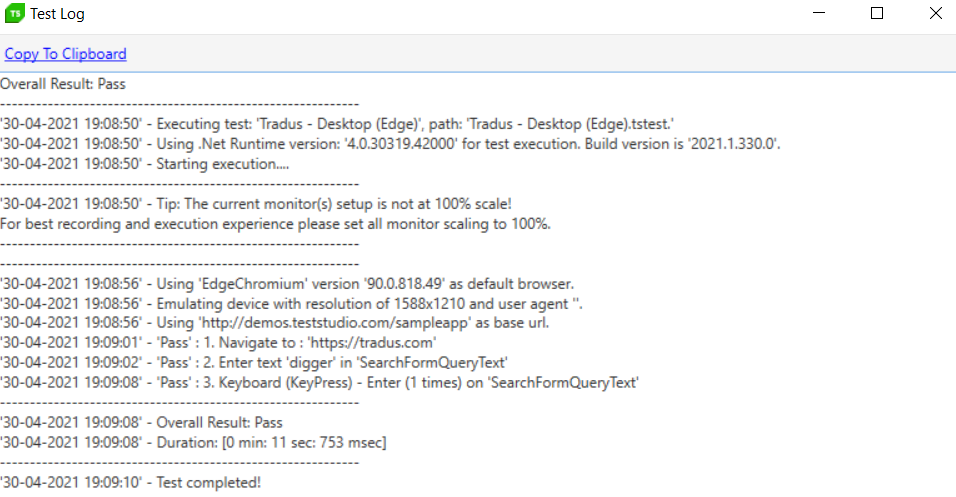 TS Test Log
Copy To Clipboard
Overall Result: Pass
------------------------------------------------------------
'30-04-2021 19:08:50' - Executing test: 'Tradus - Desktop (Edge)', path: 'Tradus - Desktop (Edge).tstest.'
'30-04-2021 19:08:50' - Using .Net Runtime version: '4.0.30319.42000' for test execution. Build version is '2021.1.330.0'.
'30-04-2021 19:08:50' - Starting execution....
------------------------------------------------------------
'30-04-2021 19:08:50' - Tip: The current monitor(s) setup is not at 100% scale!
For best recording and execution experience please set all monitor scaling to 100%.
------------------------------------------------------------
------------------------------------------------------------
'30-04-2021 19:08:56' - Using 'EdgeChromium' version '90.0.818.49' as default browser.
'30-04-2021 19:08:56' - Emulating device with resolution of 1588x1210 and user agent ''.
'30-04-2021 19:08:56' - Using 'http://demos.teststudio.com/sampleapp' as base url.
'30-04-2021 19:09:01' - 'Pass' : 1. Navigate to : 'https://tradus.com'
'30-04-2021 19:09:02' - 'Pass' : 2. Enter text 'digger' in 'SearchFormQueryText'
'30-04-2021 19:09:08' - 'Pass' : 3. Keyboard (KeyPress) - Enter (1 times) on 'SearchFormQueryText'
------------------------------------------------------------
'30-04-2021 19:09:08' - Overall Result: Pass
'30-04-2021 19:09:08' - Duration: [0 min: 11 sec: 753 msec]
------------------------------------------------------------
'30-04-2021 19:09:10' - Test completed!